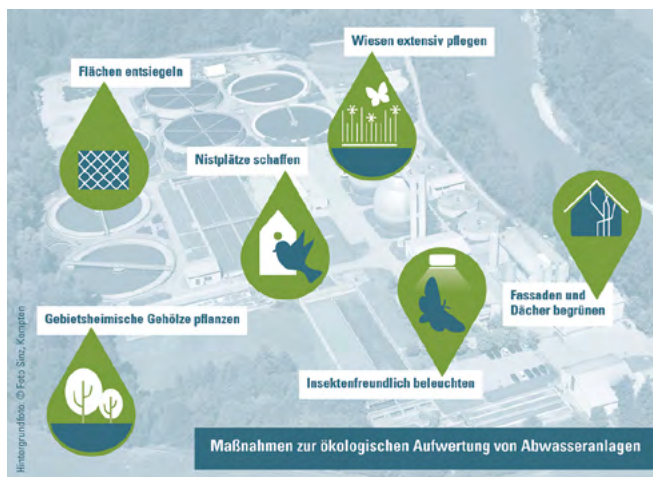 Wiesen extensiv pflegen
Flächen entsiegeln
Nistplätze schaffen
Fassaden und
Dächer begrünen
Gebietsheimische Gehölze pflanzen
Insektenfreundlich beleuchten
Maßnahmen zur ökologischen Aufwertung von Abwasseranlagen
Hintergrundfoto: © Foto Sinz, Kempten